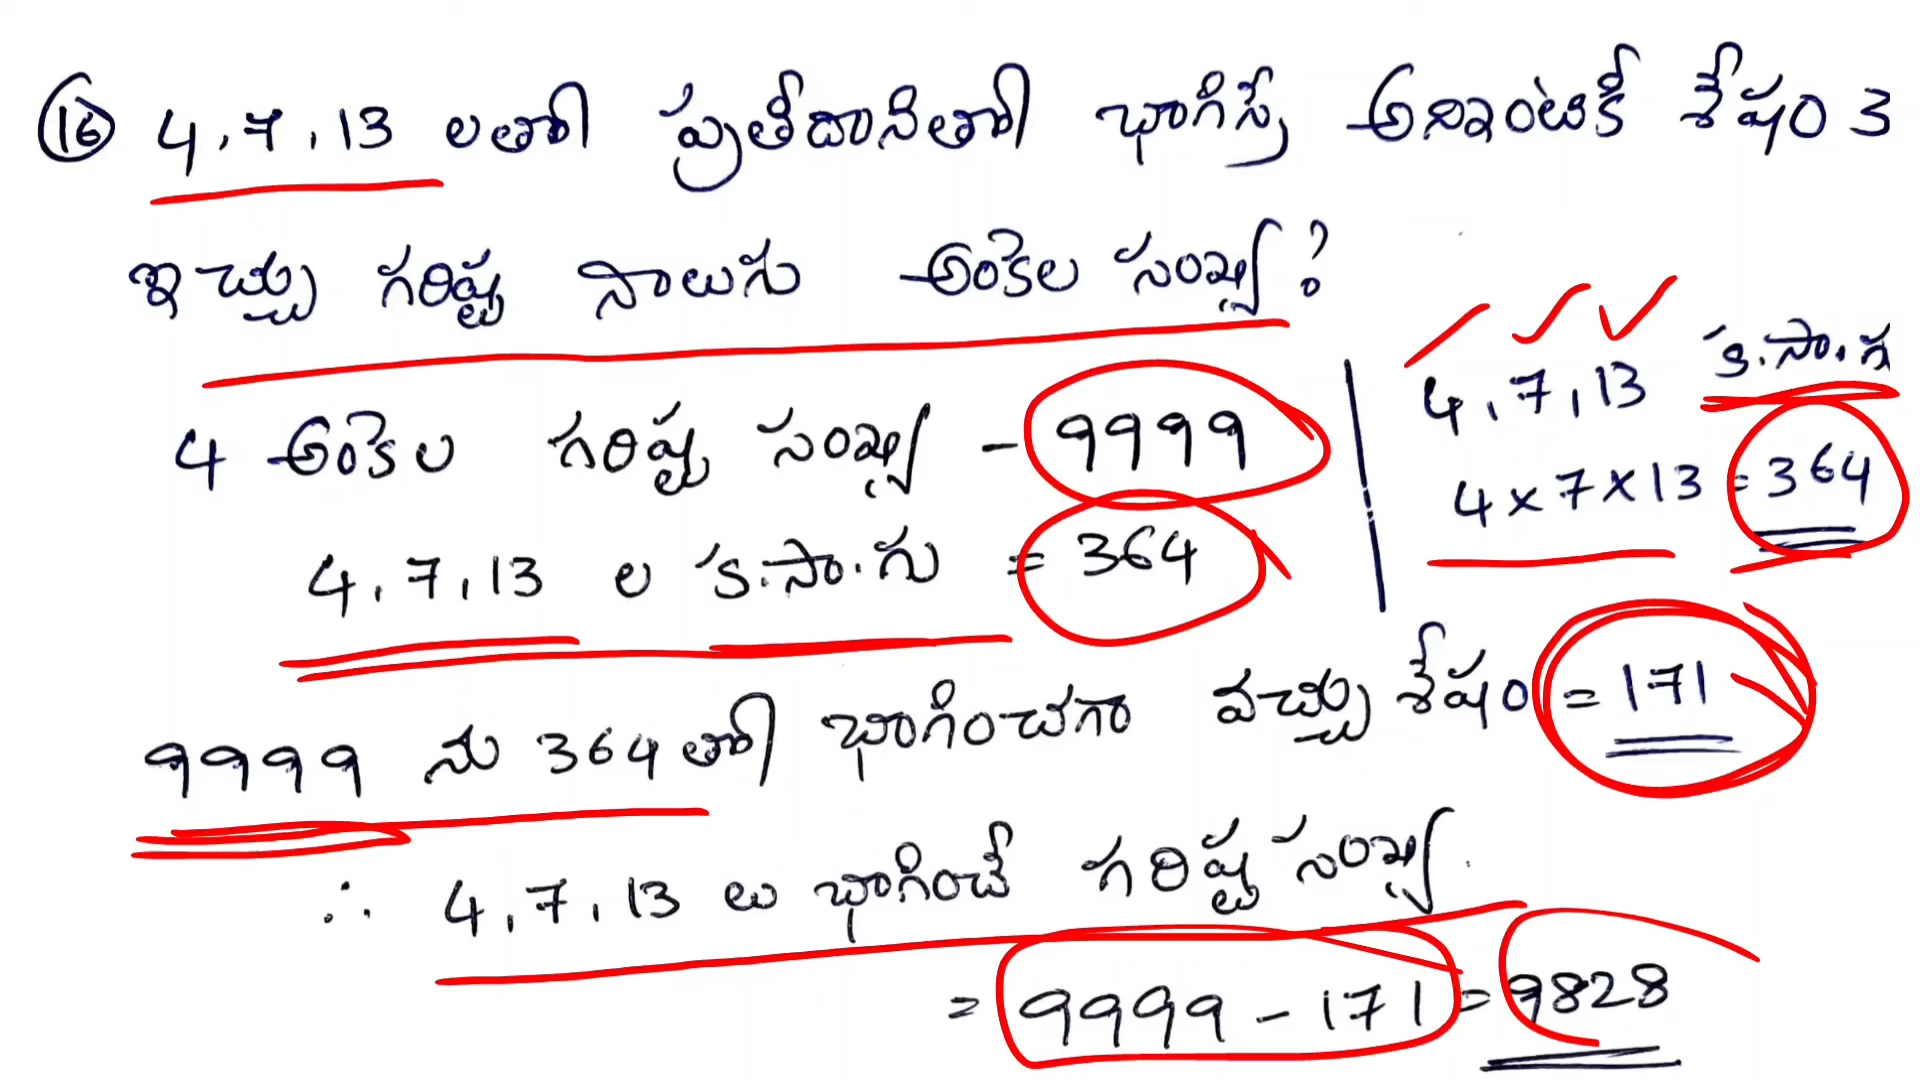 16 4, 7, 13 లతో ప్రతీదానితో భాగిస్తే అన్నింటికీ శేషం 3
ఇచ్చు గరిష్ట నాలుగు అంకెల సంఖ్య?
4 అంకెల గరిష్ట సంఖ్య - 9999
4, 7, 13 ల క.సా.గు = 364
4, 7, 13 క.సా.గ
4 × 7 × 13 = 364
9999 ను 364 తో భాగించగా వచ్చు శేషం = 171
∴ 4, 7, 13 లు భాగించే గరిష్ట సంఖ్య.
= 9999 - 171 = 9828